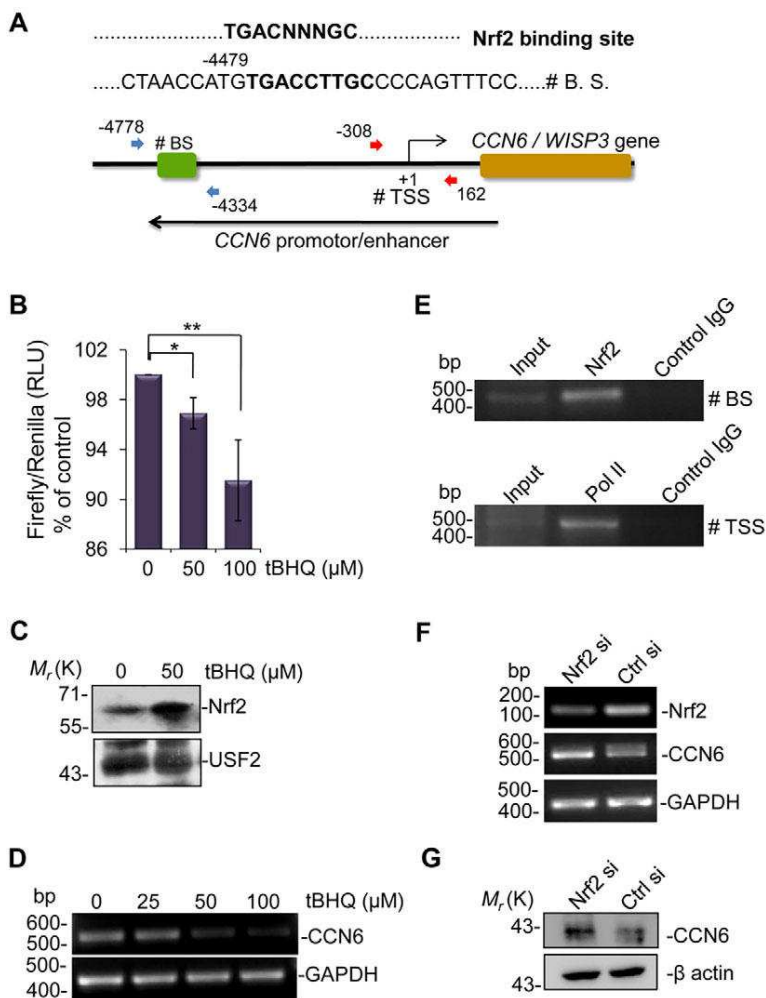 A
..................TGACNNNGC.................. Nrf2 binding site
-4479
.....CTAACCATGTGACCTTGCCCCAGTTTCC.....# B. S.
-4778
# BS
-308
CCN6 / WISP3 gene
-4334
+1
# TSS
162
CCN6 promotor/enhancer
B
Firefly/Renilla (RLU)
% of control
102
98
94
90
86
*
**
0 50 100 tBHQ (µM)
C
Mr(K) 0 50 tBHQ (µM)
71-
55-
-Nrf2
43-
-USF2
D
bp 0 25 50 100 tBHQ (µM)
600-
500-
-CCN6
500-
400-
-GAPDH
E
bp Input Nrf2 Control IgG
500-
400-
# BS
bp Input Pol II Control IgG
500-
400-
# TSS
F
bp Nrf2 si Ctrl si
200-
100-
-Nrf2
600-
500-
-CCN6
500-
400-
-GAPDH
G
Mr(K) Nrf2 si Ctrl si
43-
-CCN6
43-
-β actin